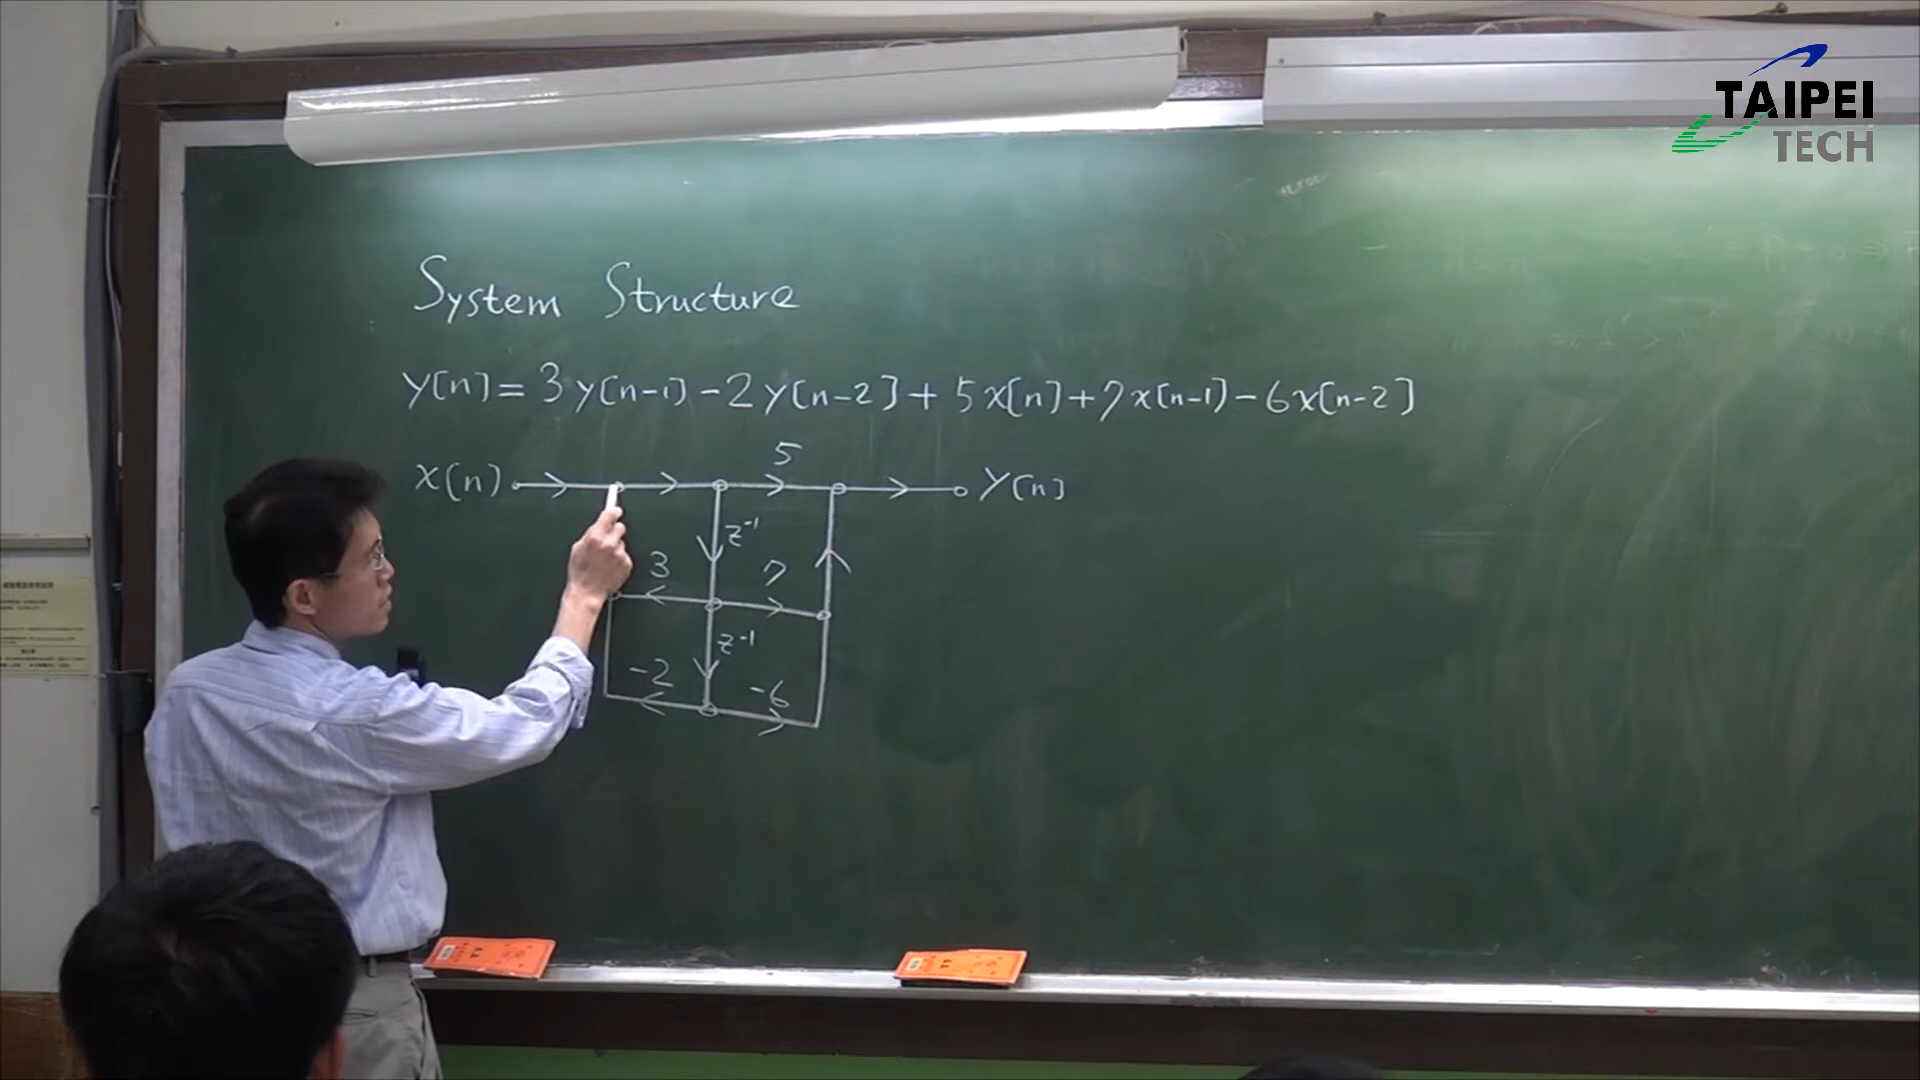 TAIPEI
TECH
System Structure
y[n] = 3y[n-1] - 2y[n-2] + 5x[n] + 7x[n-1] - 6x[n-2]
5
x[n] y[n]
z⁻¹
3 7
z⁻¹
-2 -6